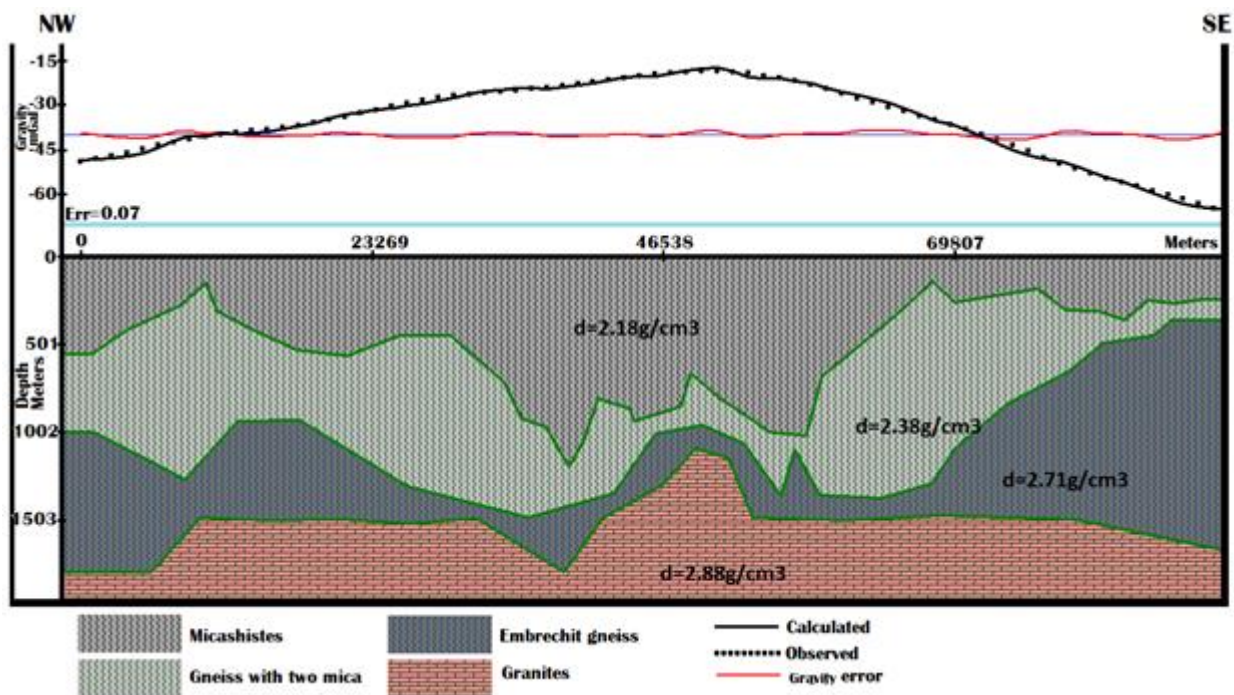 NW
SE
-15
-30
-45
-60
Gravity
(mGal)
Err=0.07
0 23269 46538 69807 Meters
0
501
1002
1503
Depth
Meters
d=2.18g/cm3
d=2.38g/cm3
d=2.71g/cm3
d=2.88g/cm3
Micashistes
Gneiss with two mica
Embrechit gneiss
Granites
Calculated
Observed
Gravity error